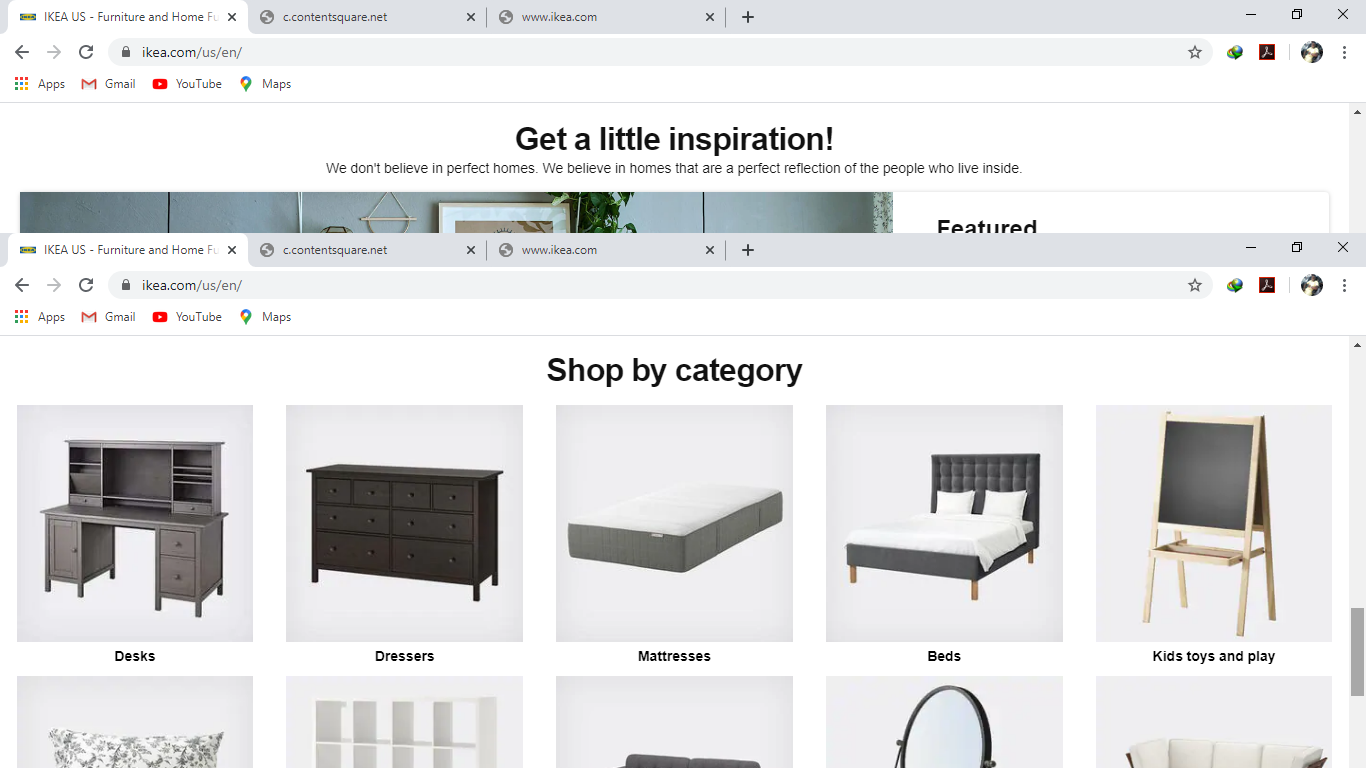 IKEA US - Furniture and Home Fu
c.contentsquare.net
www.ikea.com
ikea.com/us/en/
Apps
Gmail
YouTube
Maps
Get a little inspiration!
We don't believe in perfect homes. We believe in homes that are a perfect reflection of the people who live inside.
Featured
IKEA US - Furniture and Home Fu
c.contentsquare.net
www.ikea.com
ikea.com/us/en/
Apps
Gmail
YouTube
Maps
Shop by category
Desks
Dressers
Mattresses
Beds
Kids toys and play